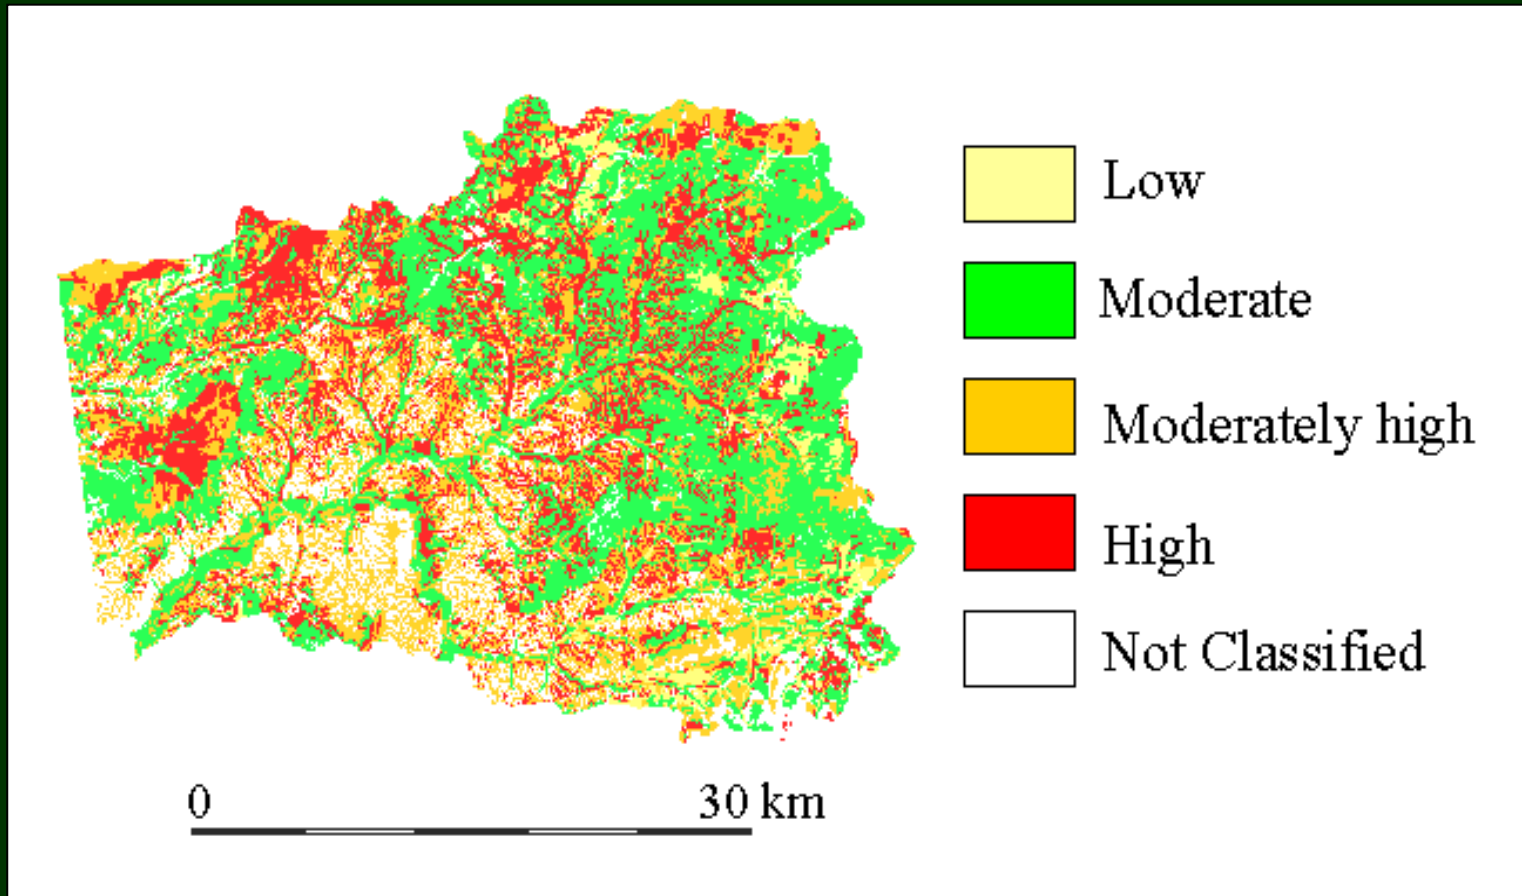 Low
Moderate
Moderately high
High
Not Classified
0 30 km